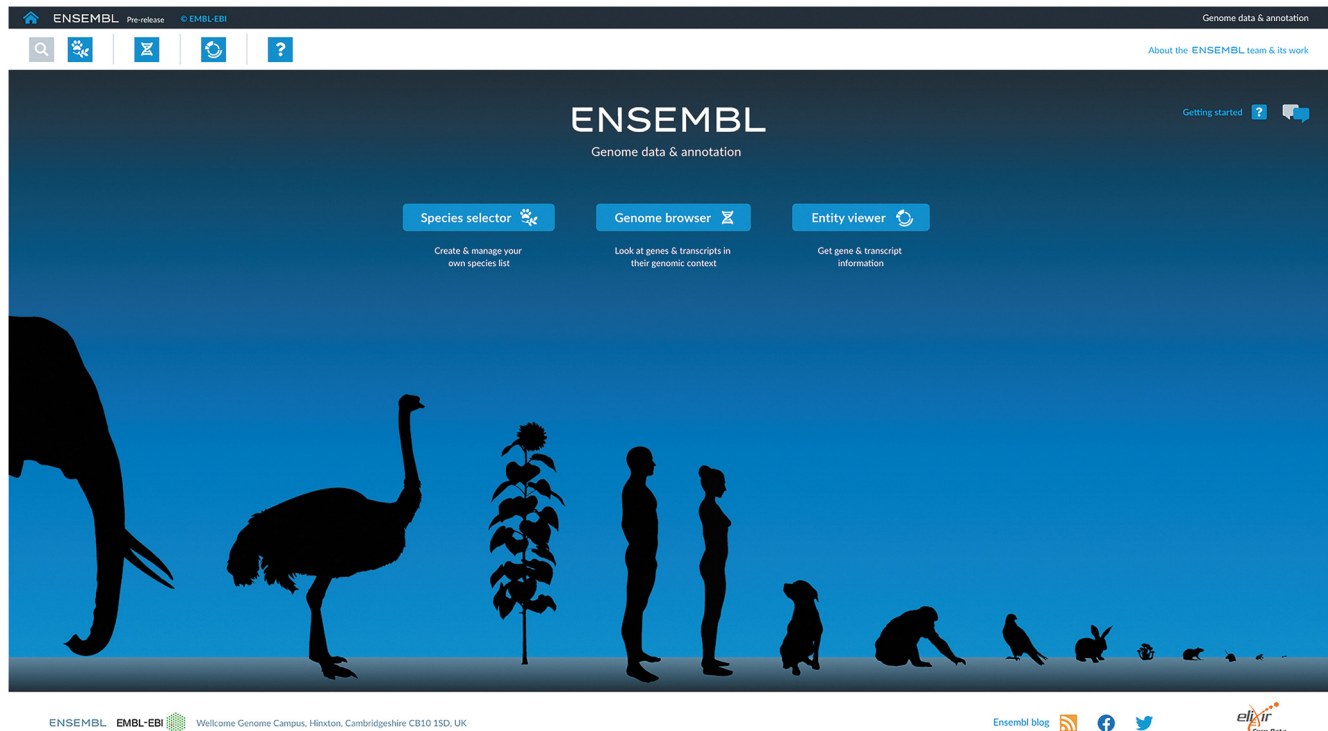 ENSEMBL Pre-release © EMBL-EBI Genome data & annotation
? About the ENSEMBL team & its work
ENSEMBL
Getting started ?
Genome data & annotation
Species selector Genome browser Entity viewer
Create & manage your
own species list
Look at genes & transcripts in
their genomic context
Get gene & transcript
information
ENSEMBL EMBL-EBI Wellcome Genome Campus, Hinxton, Cambridgeshire CB10 1SD, UK Ensembl blog elixir